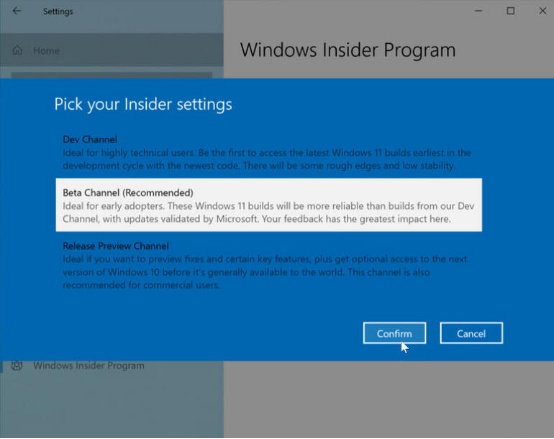 Settings
Home
Windows Insider Program
Pick your Insider settings
Dev Channel
Ideal for highly technical users. Be the first to access the latest Windows 11 builds earliest in the
development cycle with the newest code. There will be some rough edges and low stability.
Beta Channel (Recommended)
Ideal for early adopters. These Windows 11 builds will be more reliable than builds from our Dev
Channel, with updates validated by Microsoft. Your feedback has the greatest impact here.
Release Preview Channel
Ideal if you want to preview fixes and certain key features, plus get optional access to the next
version of Windows 10 before it's generally available to the world. This channel is also
recommended for commercial users.
Confirm Cancel
Windows Insider Program